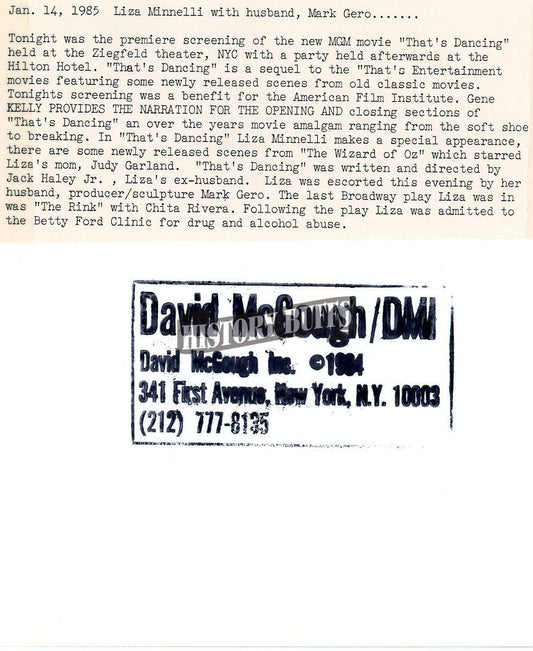 Jan. 14, 1985  Liza Minnelli with husband, Mark Gero.......
Tonight was the premiere screening of the new MGM movie "That's Dancing"
held at the Ziegfeld theater, NYC with a party held afterwards at the
Hilton Hotel. "That's Dancing" is a sequel to the "That's Entertainment
movies featuring some newly released scenes from old classic movies.
Tonights screening was a benefit for the American Film Institute. Gene
KELLY PROVIDES THE NARRATION FOR THE OPENING AND closing sections of
"That's Dancing" an over the years movie amalgam ranging from the soft shoe
to breaking. In "That's Dancing" Liza Minnelli makes a special appearance,
there are some newly released scenes from "The Wizard of Oz" which starred
Liza's mom, Judy Garland.  "That's Dancing" was written and directed by
Jack Haley Jr. , Liza's ex-husband.  Liza was escorted this evening by her
husband, producer/sculpture Mark Gero. The last Broadway play Liza was in
was "The Rink" with Chita Rivera. Following the play Liza was admitted to
the Betty Ford Clinic for drug and alcohol abuse.
David McGough/DMI
HISTORY BUFFS
David McGough Inc. ©1984
341 First Avenue, New York, N.Y. 10003
(212) 777-8135